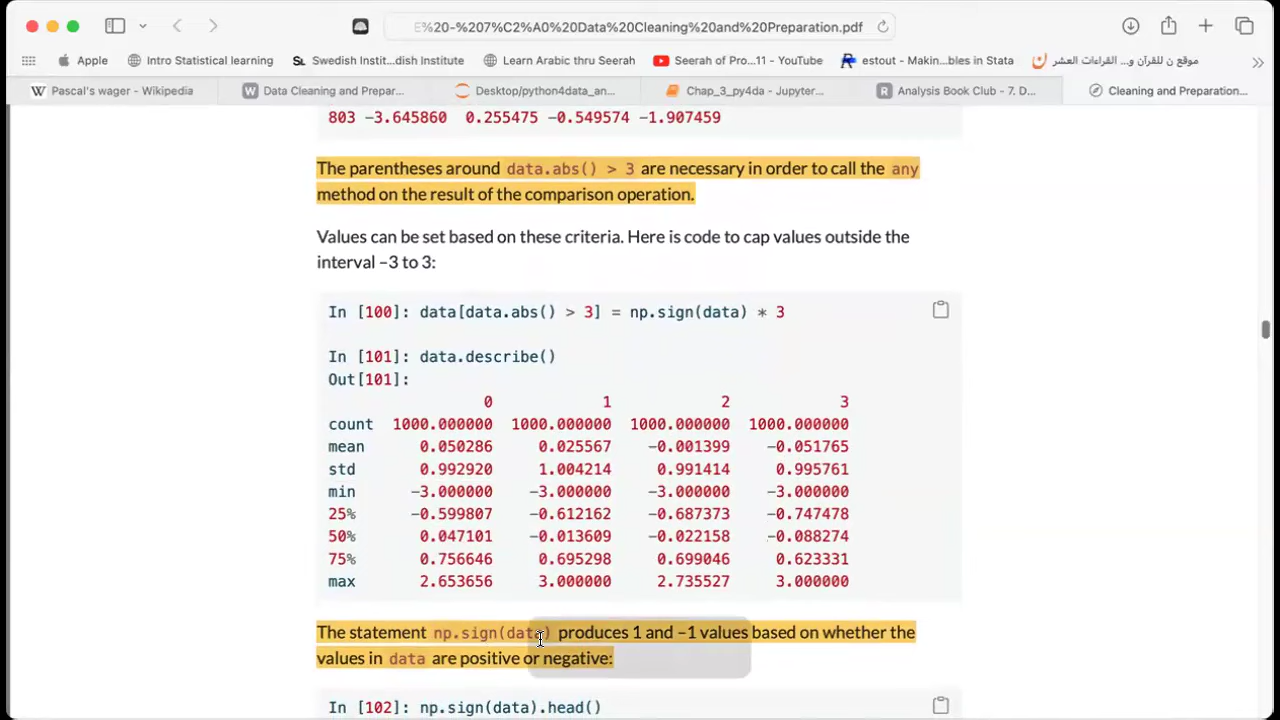 E%20-%207%C2%A0%20Data%20Cleaning%20and%20Preparation.pdf
Apple Intro Statistical learning SL Swedish Instit...dish Institute Learn Arabic thru Seerah Seerah of Pro...11 - YouTube estout - Makin...bles in Stata موقع ن للقرآن و... القراءات العشر
W Pascal's wager - Wikipedia W Data Cleaning and Prepar... Desktop/python4data_an... Chap_3_py4da - Jupyter... R Analysis Book Club - 7. D... Cleaning and Preparation...
803 -3.645860 0.255475 -0.549574 -1.907459
The parentheses around data.abs() > 3 are necessary in order to call the any
method on the result of the comparison operation.
Values can be set based on these criteria. Here is code to cap values outside the
interval –3 to 3:
In [100]: data[data.abs() > 3] = np.sign(data) * 3
In [101]: data.describe()
Out[101]:
0 1 2 3
count 1000.000000 1000.000000 1000.000000 1000.000000
mean 0.050286 0.025567 -0.001399 -0.051765
std 0.992920 1.004214 0.991414 0.995761
min -3.000000 -3.000000 -3.000000 -3.000000
25% -0.599807 -0.612162 -0.687373 -0.747478
50% 0.047101 -0.013609 -0.022158 -0.088274
75% 0.756646 0.695298 0.699046 0.623331
max 2.653656 3.000000 2.735527 3.000000
The statement np.sign(data) produces 1 and –1 values based on whether the
values in data are positive or negative:
In [102]: np.sign(data).head()